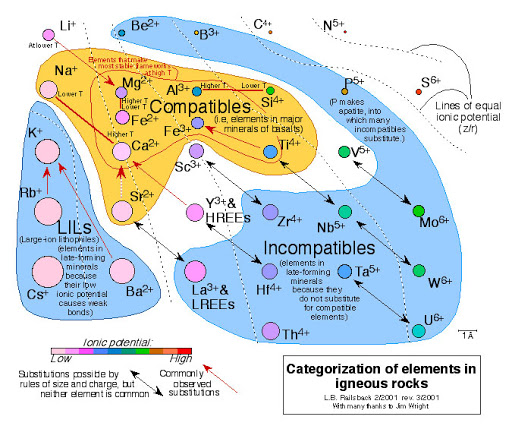 Li+
At lower T
Be2+
B3+
C4+
N5+
Elements that make
most stable frameworks
at high T
Na+
Lower T
Mg2+
Higher T
Lower T
Al3+
Higher T
Lower T
Si4+
P5+
S6+
Compatibles
(i.e, elements in major
minerals of basalts)
(P makes apatite, into
which many
incompatibles
substitute.)
Lines of equal
ionic potential
(z/r)
Fe2+
Fe3+
Higher T
K+
Ca2+
Sc3+
Ti4+
V5+
Rb+
Sr2+
Y3+ &
HREEs
Zr4+
Nb5+
Mo6+
LILs
(Large-ion lithophiles)
(elements in
late-forming
minerals
because
their low
ionic potential
causes weak
bonds)
Incompatibles
(elements in
late-forming
minerals
because they
do not substitute
for compatible
elements)
Cs+
Ba2+
La3+ &
LREEs
Hf4+
Ta5+
W6+
Th4+
U6+
1 Å
Ionic potential:
Low
High
Substitutions possible by
rules of size and charge, but
neither element is common
Commonly
observed
substitutions
Categorization of elements in
igneous rocks
L.B. Railsback 2/2001 rev. 3/2001
With many thanks to Jim Wright